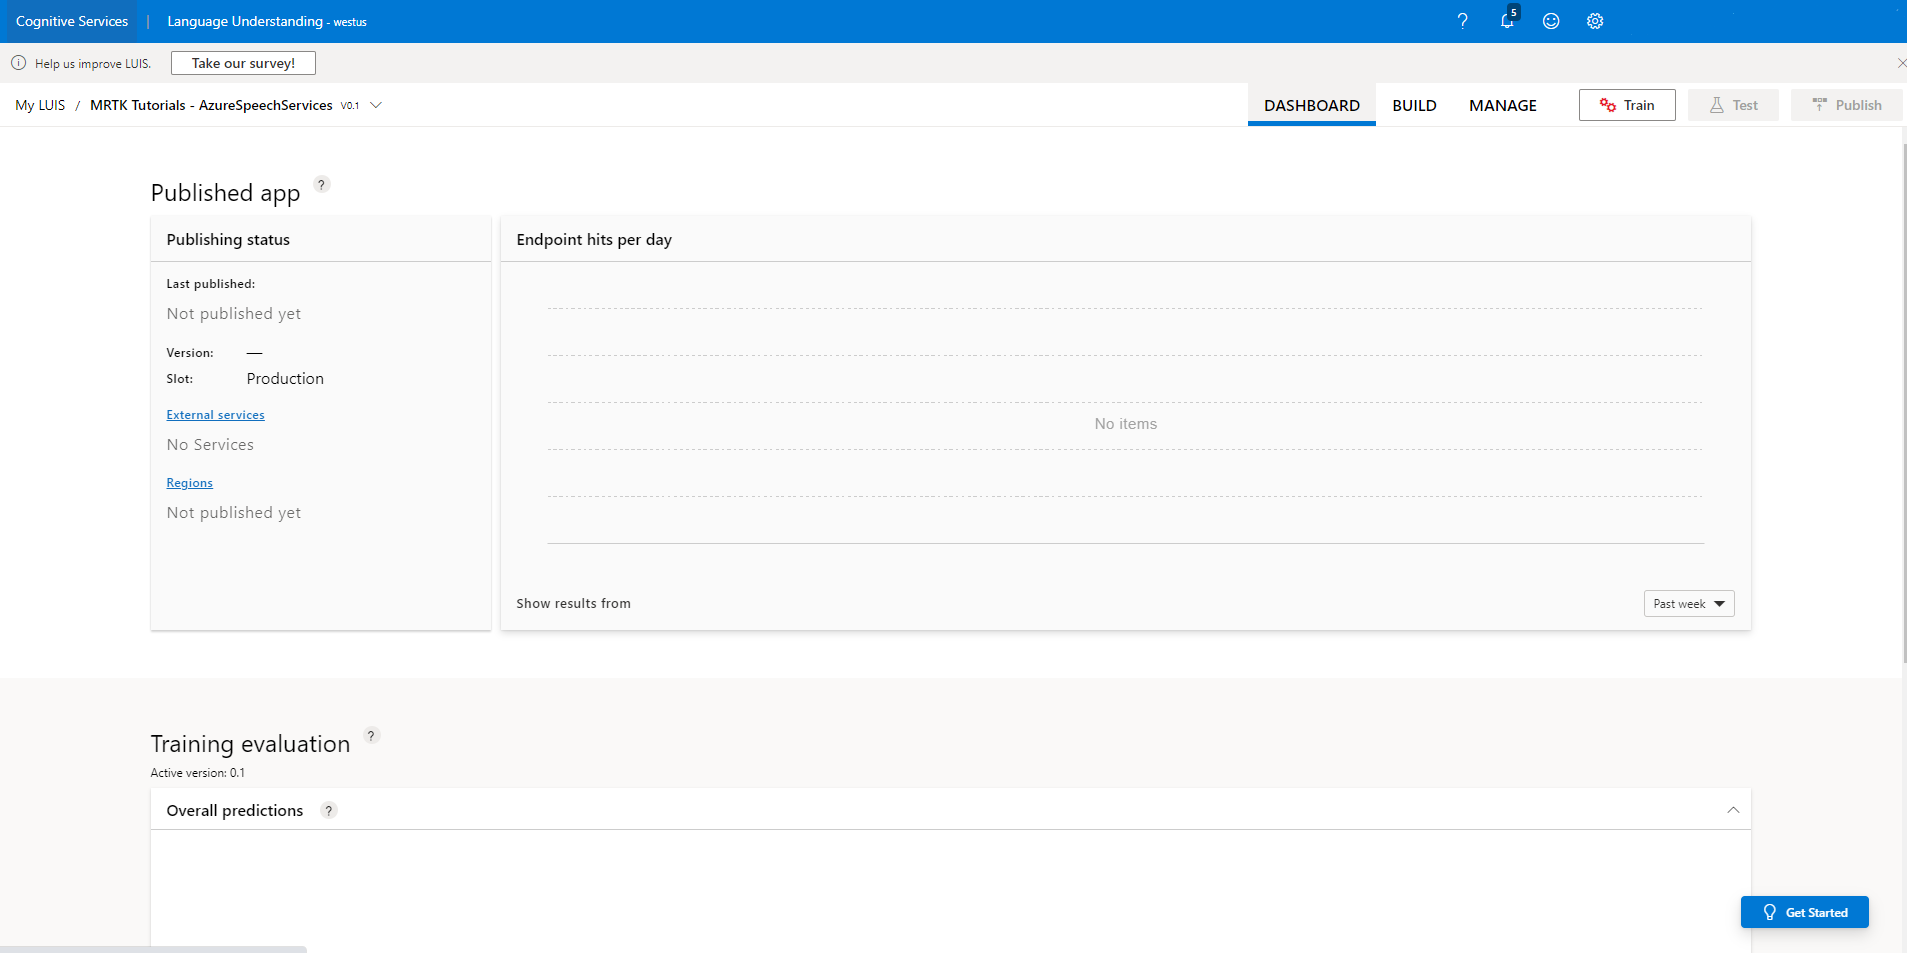 Cognitive Services | Language Understanding - westus ? 5
Help us improve LUIS. Take our survey!
My LUIS / MRTK Tutorials - AzureSpeechServices V0.1 DASHBOARD BUILD MANAGE Train Test Publish
Published app ?
Publishing status
Last published:
Not published yet
Version: —
Slot: Production
External services
No Services
Regions
Not published yet
Endpoint hits per day
No items
Show results from Past week
Training evaluation ?
Active version: 0.1
Overall predictions ?
Get Started